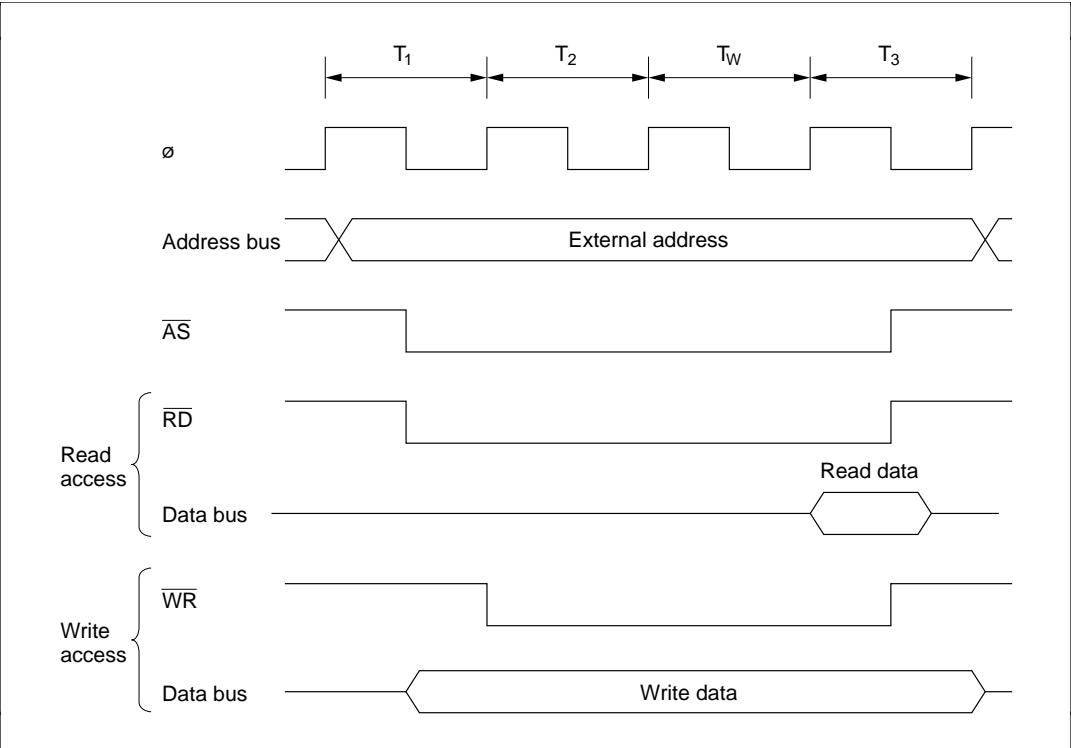 T1 T2 TW T3
ø
Address bus External address
AS
RD
Read access
Read data
Data bus
WR
Write access
Data bus Write data